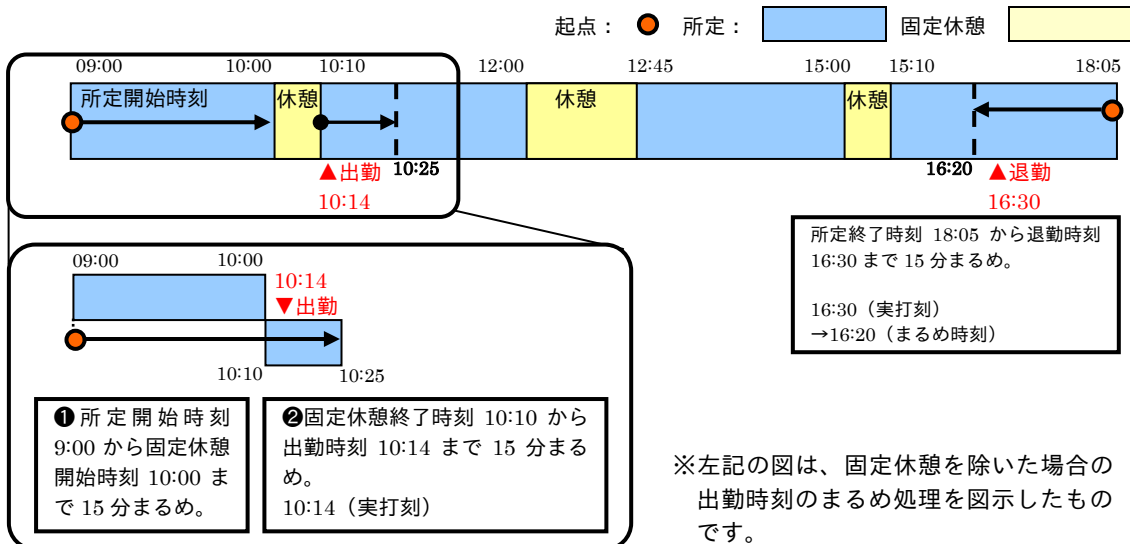 起点： 所定： 固定休憩
09:00 10:00 10:10 12:00 12:45 15:00 15:10 18:05
所定開始時刻 休憩 休憩 休憩
▲出勤 10:25 16:20 ▲退勤
10:14 16:30
所定終了時刻 18:05 から退勤時刻
16:30 まで 15 分まるめ。
16:30（実打刻）
→16:20（まるめ時刻）
09:00 10:00
10:14
▼出勤
10:10 10:25
❶所定開始時刻
9:00 から固定休憩
開始時刻 10:00 ま
で 15 分まるめ。
❷固定休憩終了時刻 10:10 から
出勤時刻 10:14 まで 15 分まる
め。
10:14（実打刻）
※左記の図は、固定休憩を除いた場合の
出勤時刻のまるめ処理を図示したもの
です。